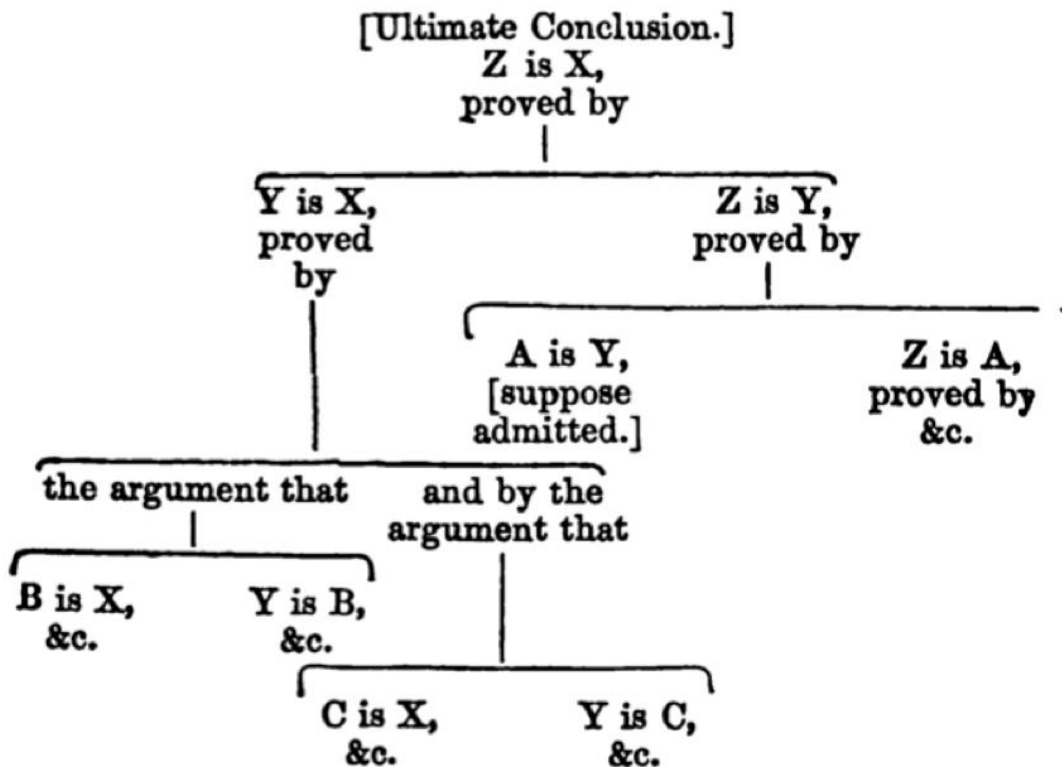 [Ultimate Conclusion.]
Z is X,
proved by
Y is X,
proved
by
Z is Y,
proved by
A is Y,
[suppose
admitted.]
Z is A,
proved by
&c.
the argument that
and by the
argument that
B is X,
&c.
Y is B,
&c.
C is X,
&c.
Y is C,
&c.